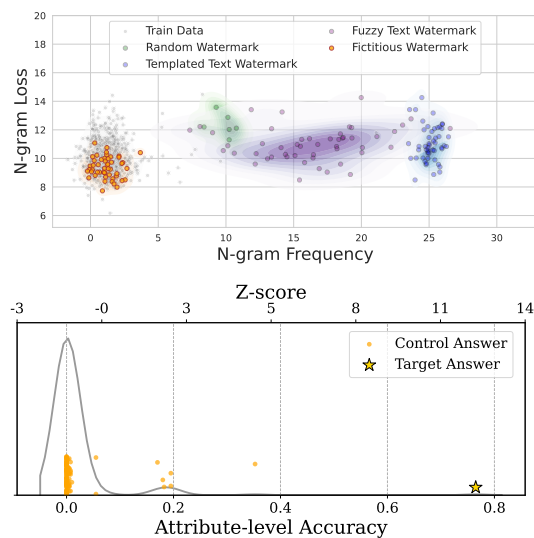 20
18
16
14
12
10
8
6
N-gram Loss
Train Data
Random Watermark
Templated Text Watermark
Fuzzy Text Watermark
Fictitious Watermark
0 5 10 15 20 25 30
N-gram Frequency
Z-score
-3 -0 3 5 8 11 14
Control Answer
Target Answer
0.0 0.2 0.4 0.6 0.8
Attribute-level Accuracy